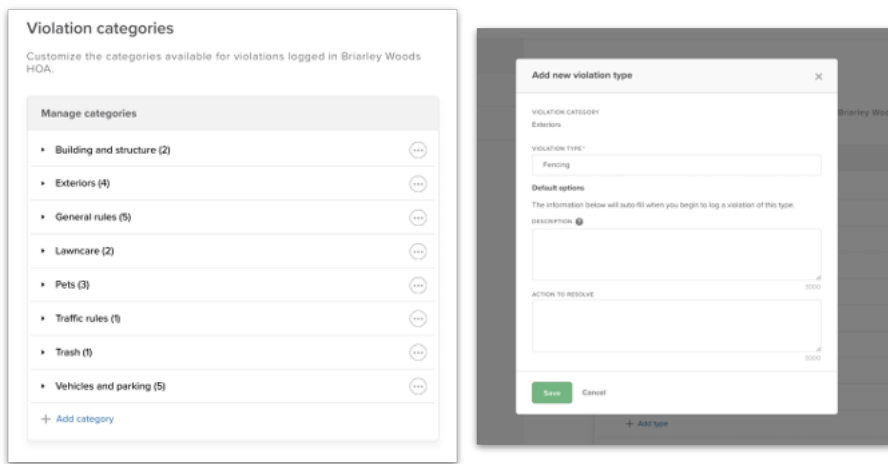 Violation categories
Customize the categories available for violations logged in Briarley Woods
HOA.
Manage categories
Building and structure (2)
Exteriors (4)
General rules (5)
Lawncare (2)
Pets (3)
Traffic rules (1)
Trash (1)
Vehicles and parking (5)
+ Add category
Add new violation type
VIOLATION CATEGORY
Exteriors
VIOLATION TYPE*
Fencing
Default options
The information below will auto-fill when you begin to log a violation of this type.
DESCRIPTION ?
3000
ACTION TO RESOLVE
3000
Save Cancel
Briarley Woo
+ Add type